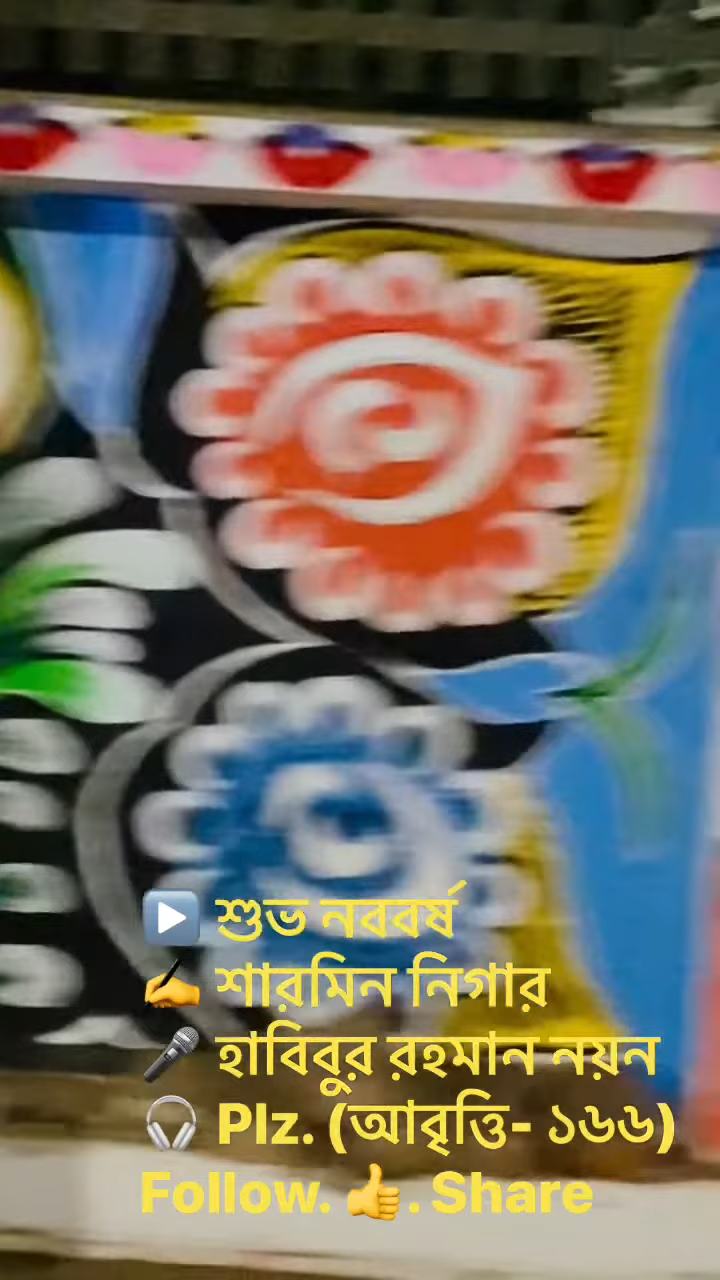 ▶️ শুভ নববর্ষ
✍️ শারমিন নিগার
🎤 হাবিবুর রহমান নয়ন
🎧 Plz. (আবৃত্তি- ১৬৬)
Follow. 👍. Share